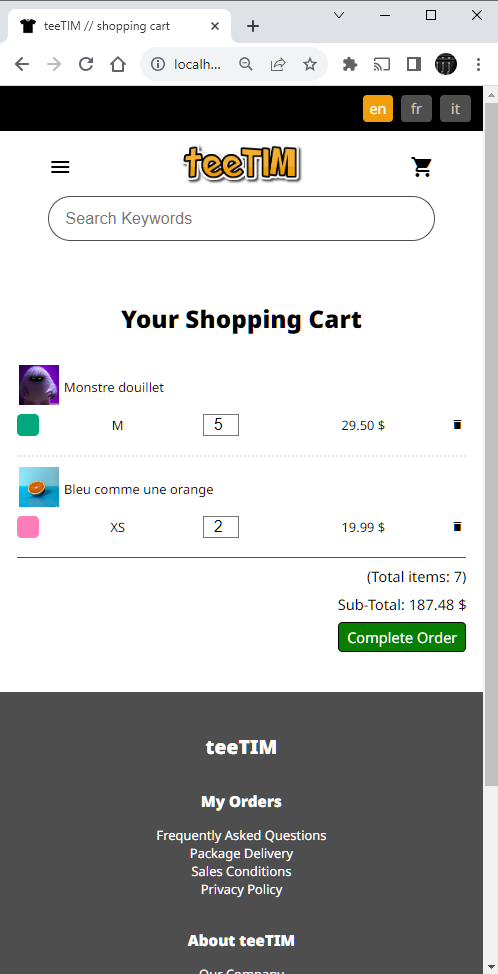 teeTIM // shopping cart
localh...
en fr it
teeTIM
Search Keywords
Your Shopping Cart
Monstre douillet
M 5 29.50 $
Bleu comme une orange
XS 2 19.99 $
(Total items: 7)
Sub-Total: 187.48 $
Complete Order
teeTIM
My Orders
Frequently Asked Questions
Package Delivery
Sales Conditions
Privacy Policy
About teeTIM
Our Company